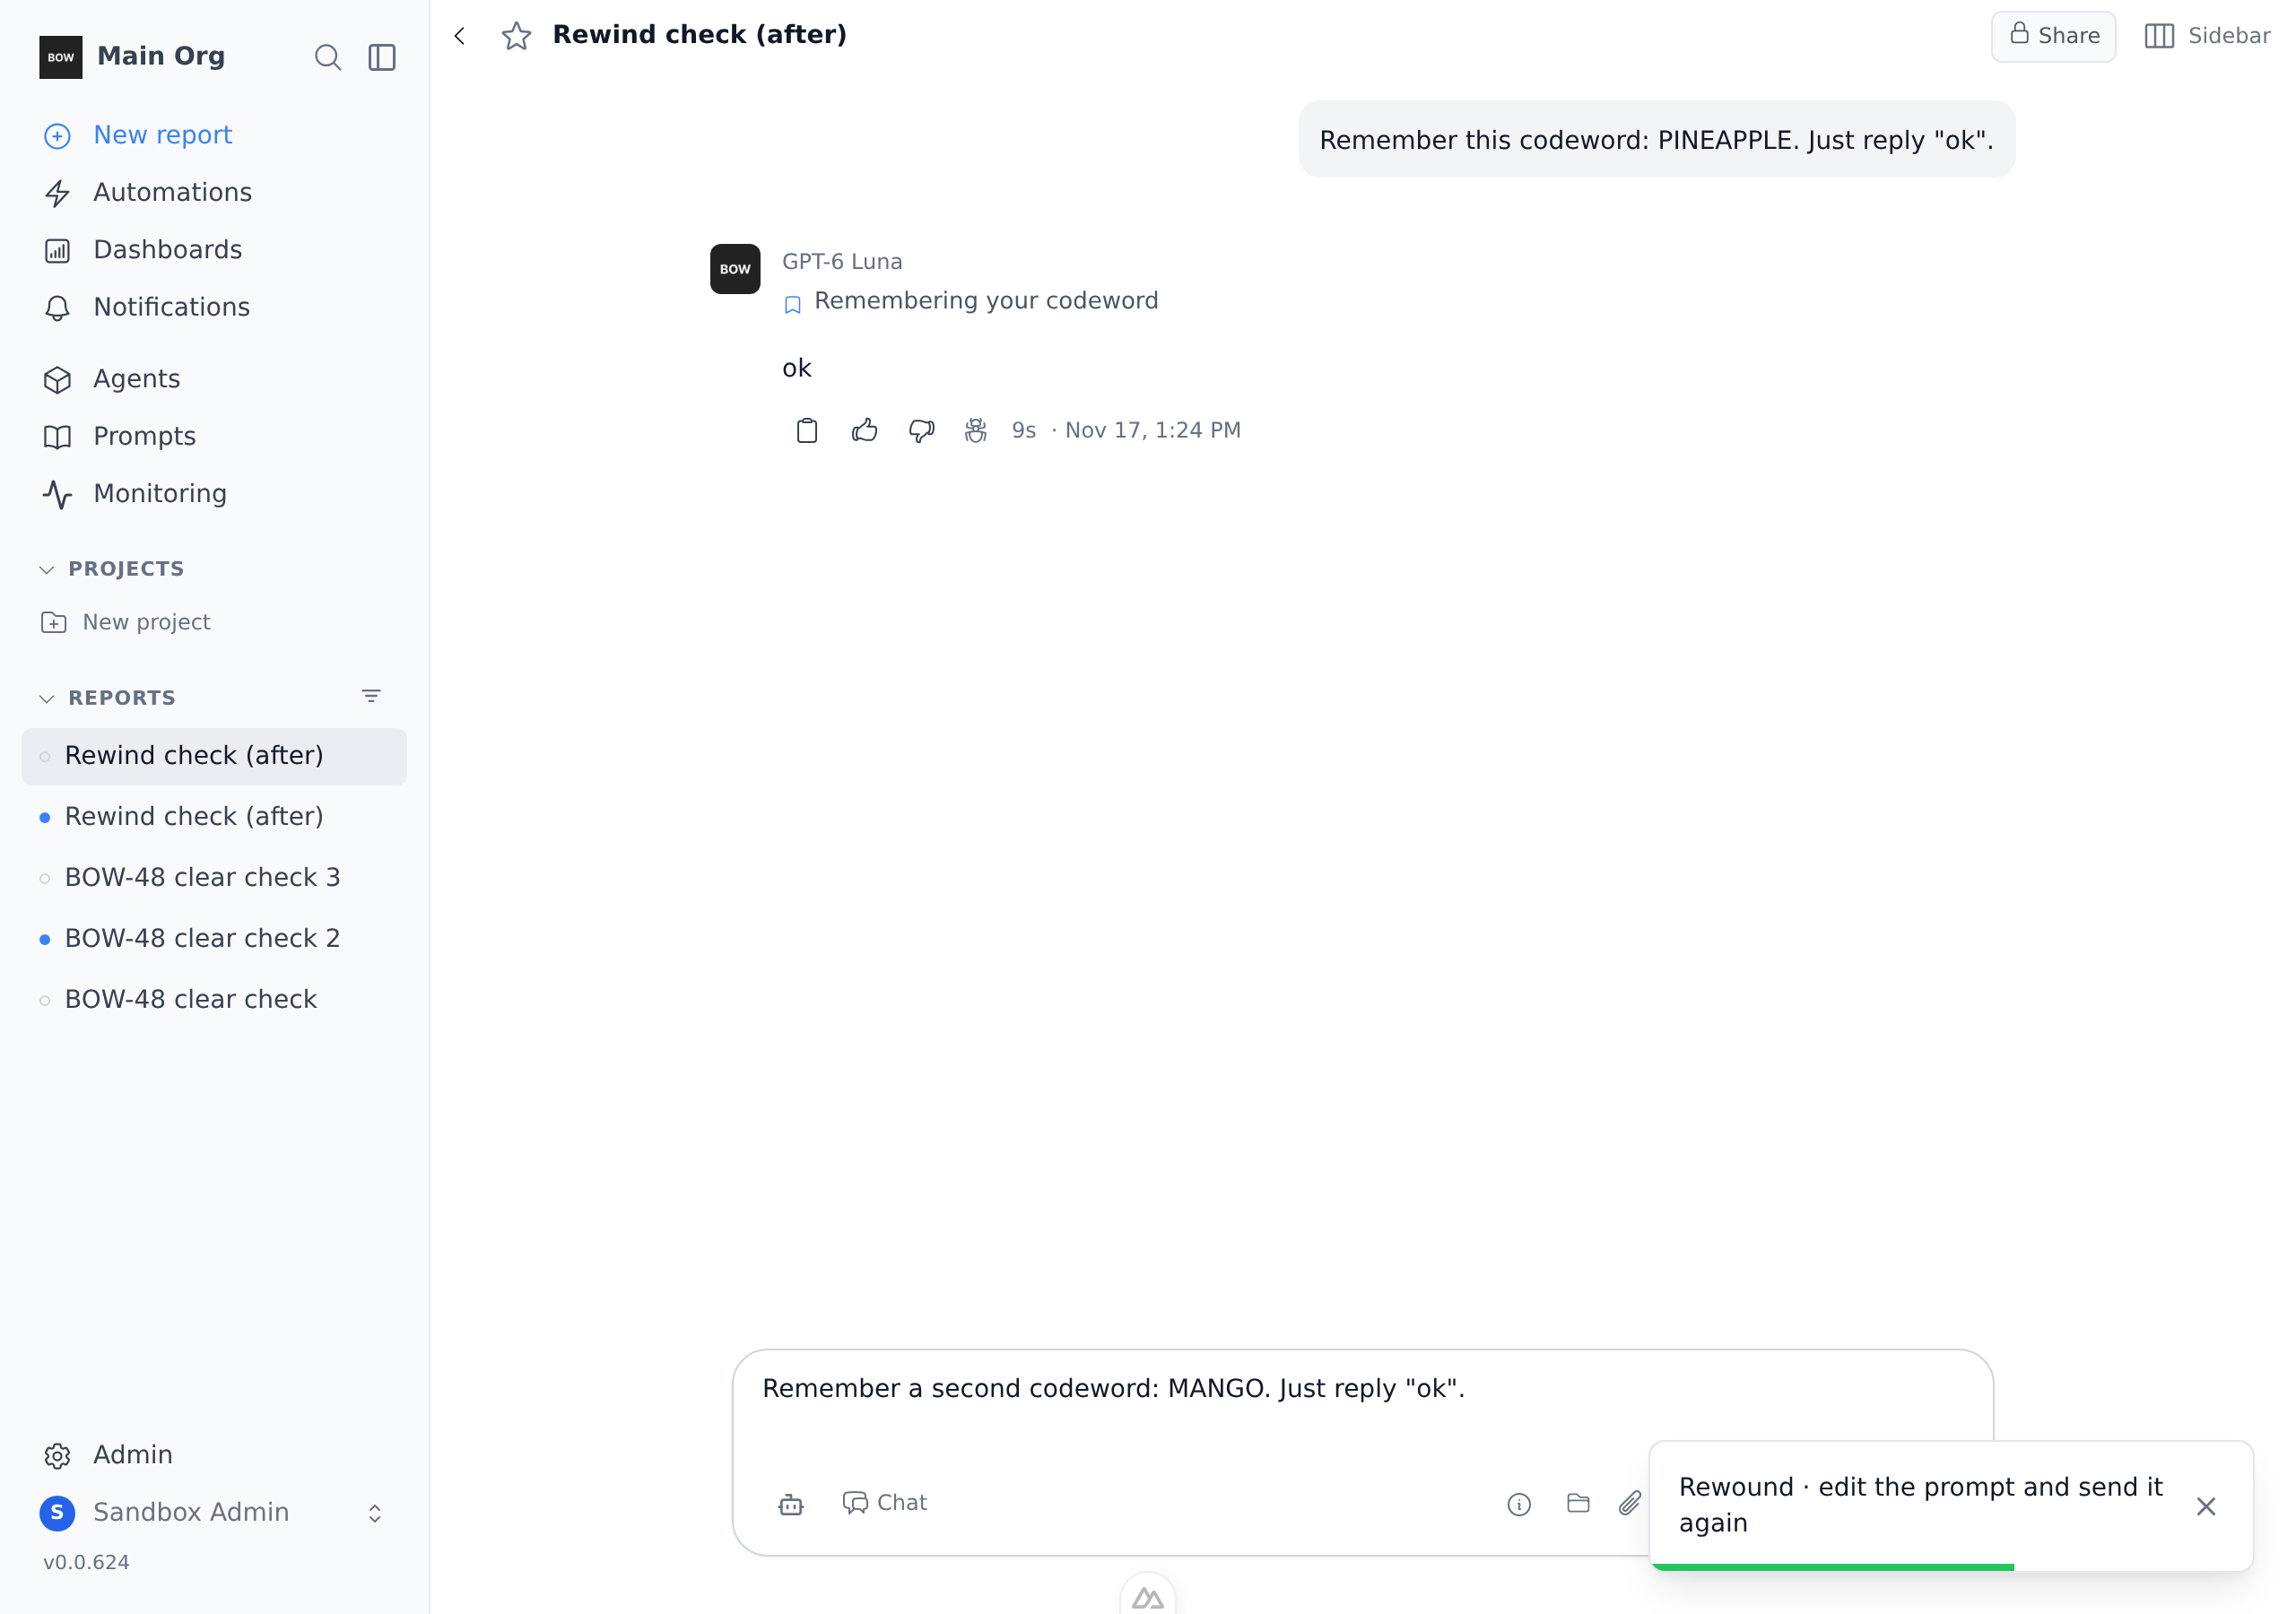 BOW Main Org
New report
Automations
Dashboards
Notifications
Agents
Prompts
Monitoring
PROJECTS
New project
REPORTS
Rewind check (after)
Rewind check (after)
BOW-48 clear check 3
BOW-48 clear check 2
BOW-48 clear check
Admin
S Sandbox Admin
v0.0.624
Rewind check (after)
Share
Sidebar
Remember this codeword: PINEAPPLE. Just reply "ok".
BOW GPT-6 Luna
Remembering your codeword
ok
9s · Nov 17, 1:24 PM
Remember a second codeword: MANGO. Just reply "ok".
Chat
Rewound · edit the prompt and send it
again